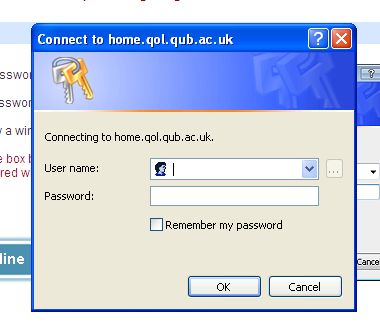 Connect to home.qol.qub.ac.uk
?
Connecting to home.qol.qub.ac.uk.
User name:
...
Password:
Remember my password
line
OK
Cancel
Cance